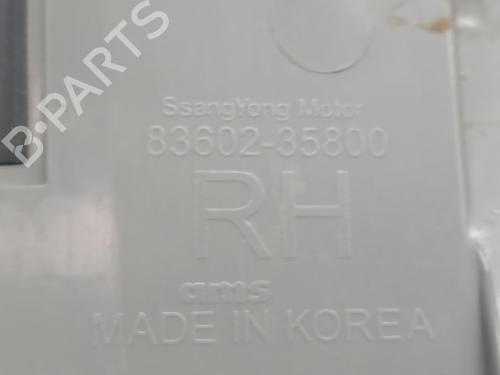 B-PARTS
SsangYong Motor
83602-35800
RH
ams
MADE IN KOREA